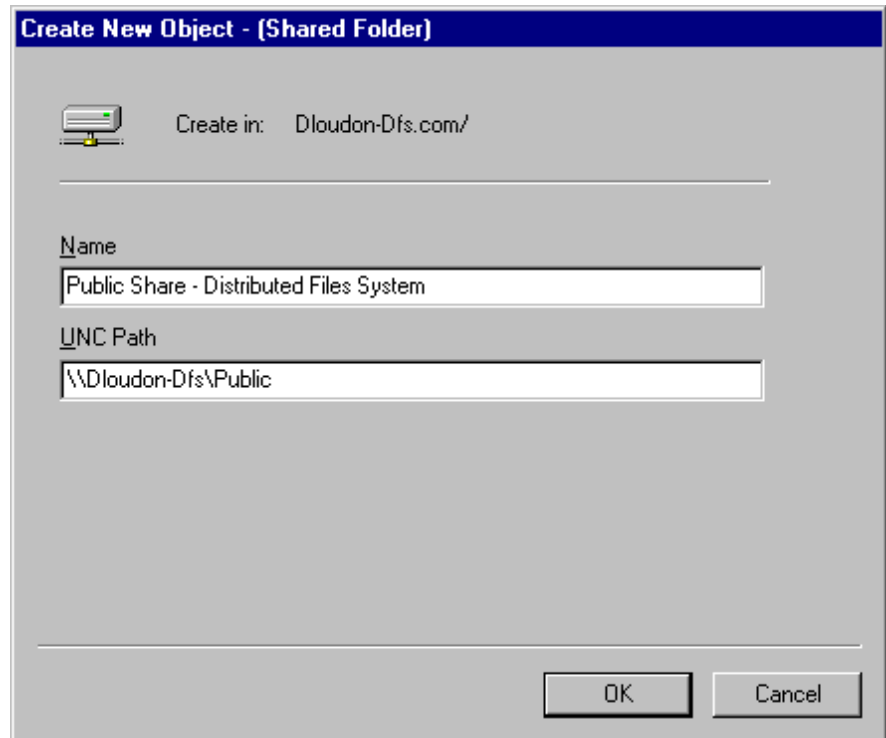 Create New Object - (Shared Folder)
Create in: Dloudon-Dfs.com/
Name
Public Share - Distributed Files System
UNC Path
\\Dloudon-Dfs\Public
OK Cancel